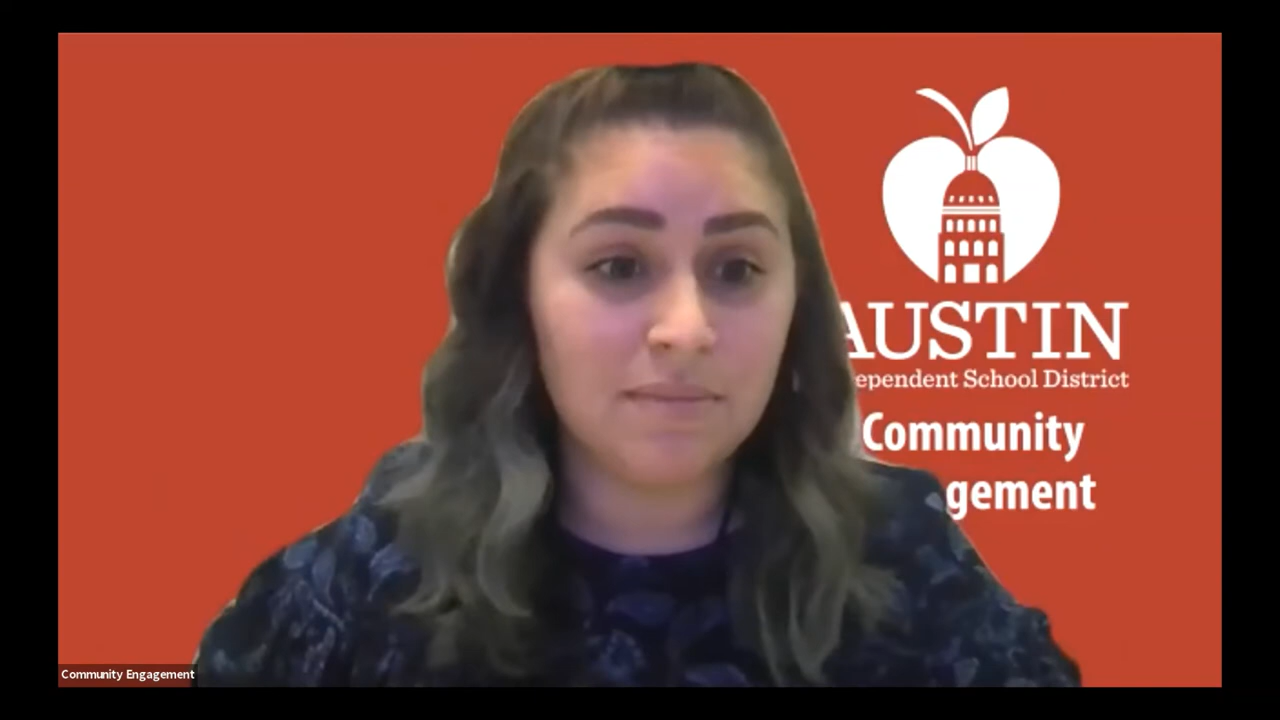 AUSTIN
ependent School District
Community
gement
Community Engagement